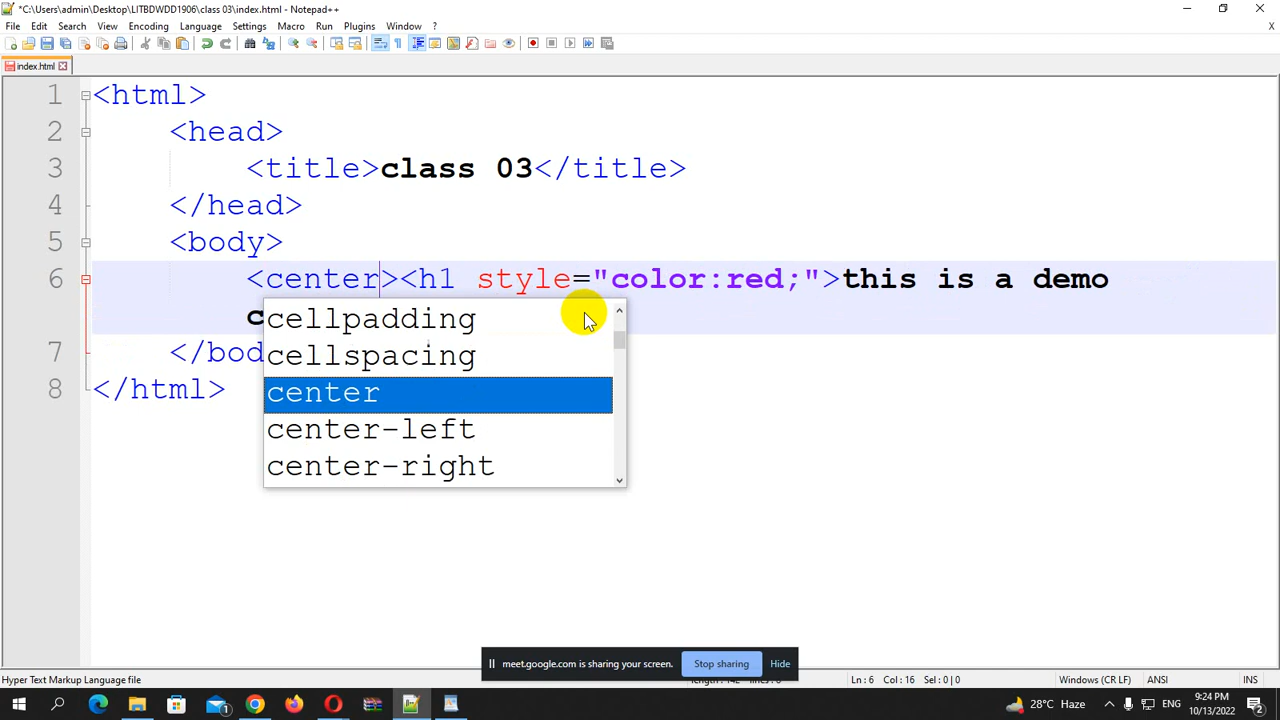 *C:\Users\admin\Desktop\LITBDWDD1906\class 03\index.html - Notepad++
File Edit Search View Encoding Language Settings Macro Run Plugins Window ?
index.html
1 <html>
2 <head>
3 <title>class 03</title>
4 </head>
5 <body>
6 <center><h1 style="color:red;">this is a demo
c
7 </bod
8 </html>
cellpadding
cellspacing
center
center-left
center-right
meet.google.com is sharing your screen. Stop sharing Hide
Hyper Text Markup Language file Ln : 6 Col : 16 Sel : 0 | 0 Windows (CR LF) ANSI INS
28°C Haze ENG 9:24 PM
10/13/2022